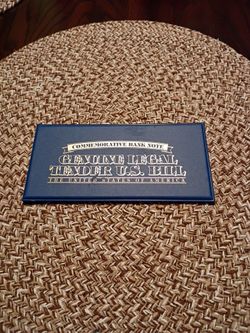 COMMEMORATIVE BANK NOTE
GENUINE LEGAL
TENDER U.S. BILL
THE UNITED STATES OF AMERICA